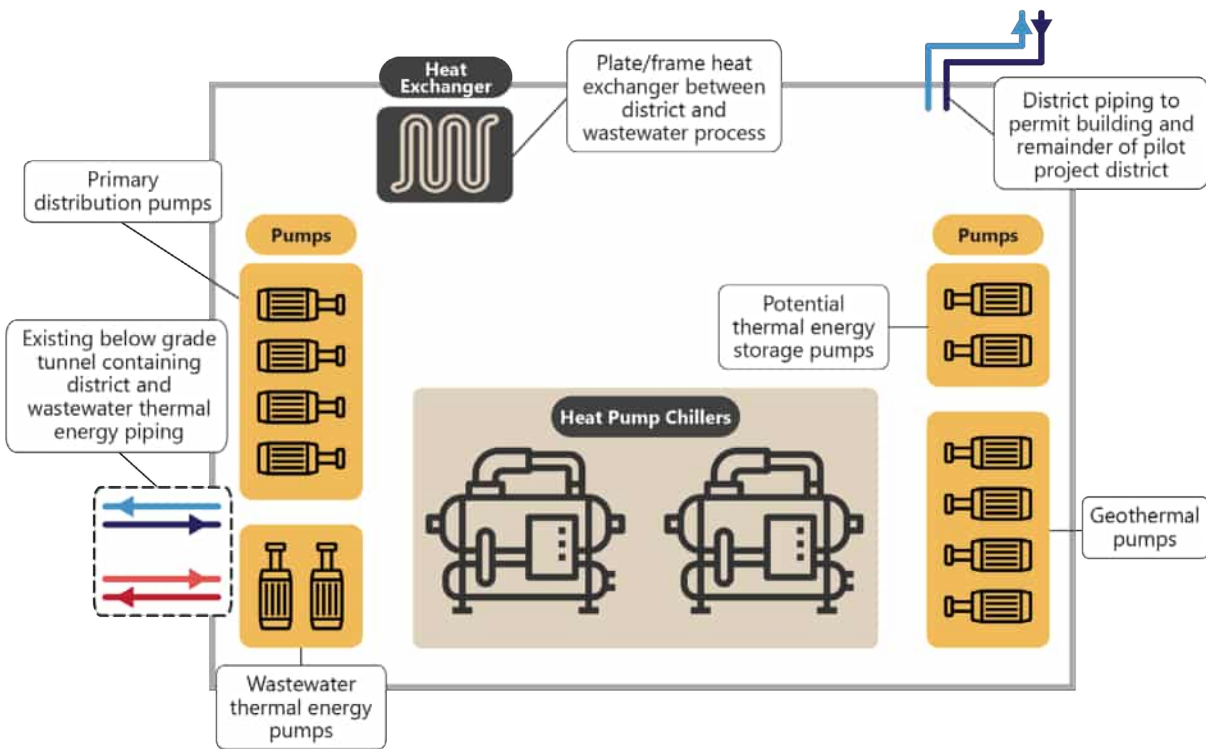 Heat
Exchanger
Plate/frame heat
exchanger between
district and
wastewater process
District piping to
permit building and
remainder of pilot
project district
Primary
distribution pumps
Pumps
Pumps
Potential
thermal energy
storage pumps
Existing below grade
tunnel containing
district and
wastewater thermal
energy piping
Heat Pump Chillers
Geothermal
pumps
Wastewater
thermal energy
pumps